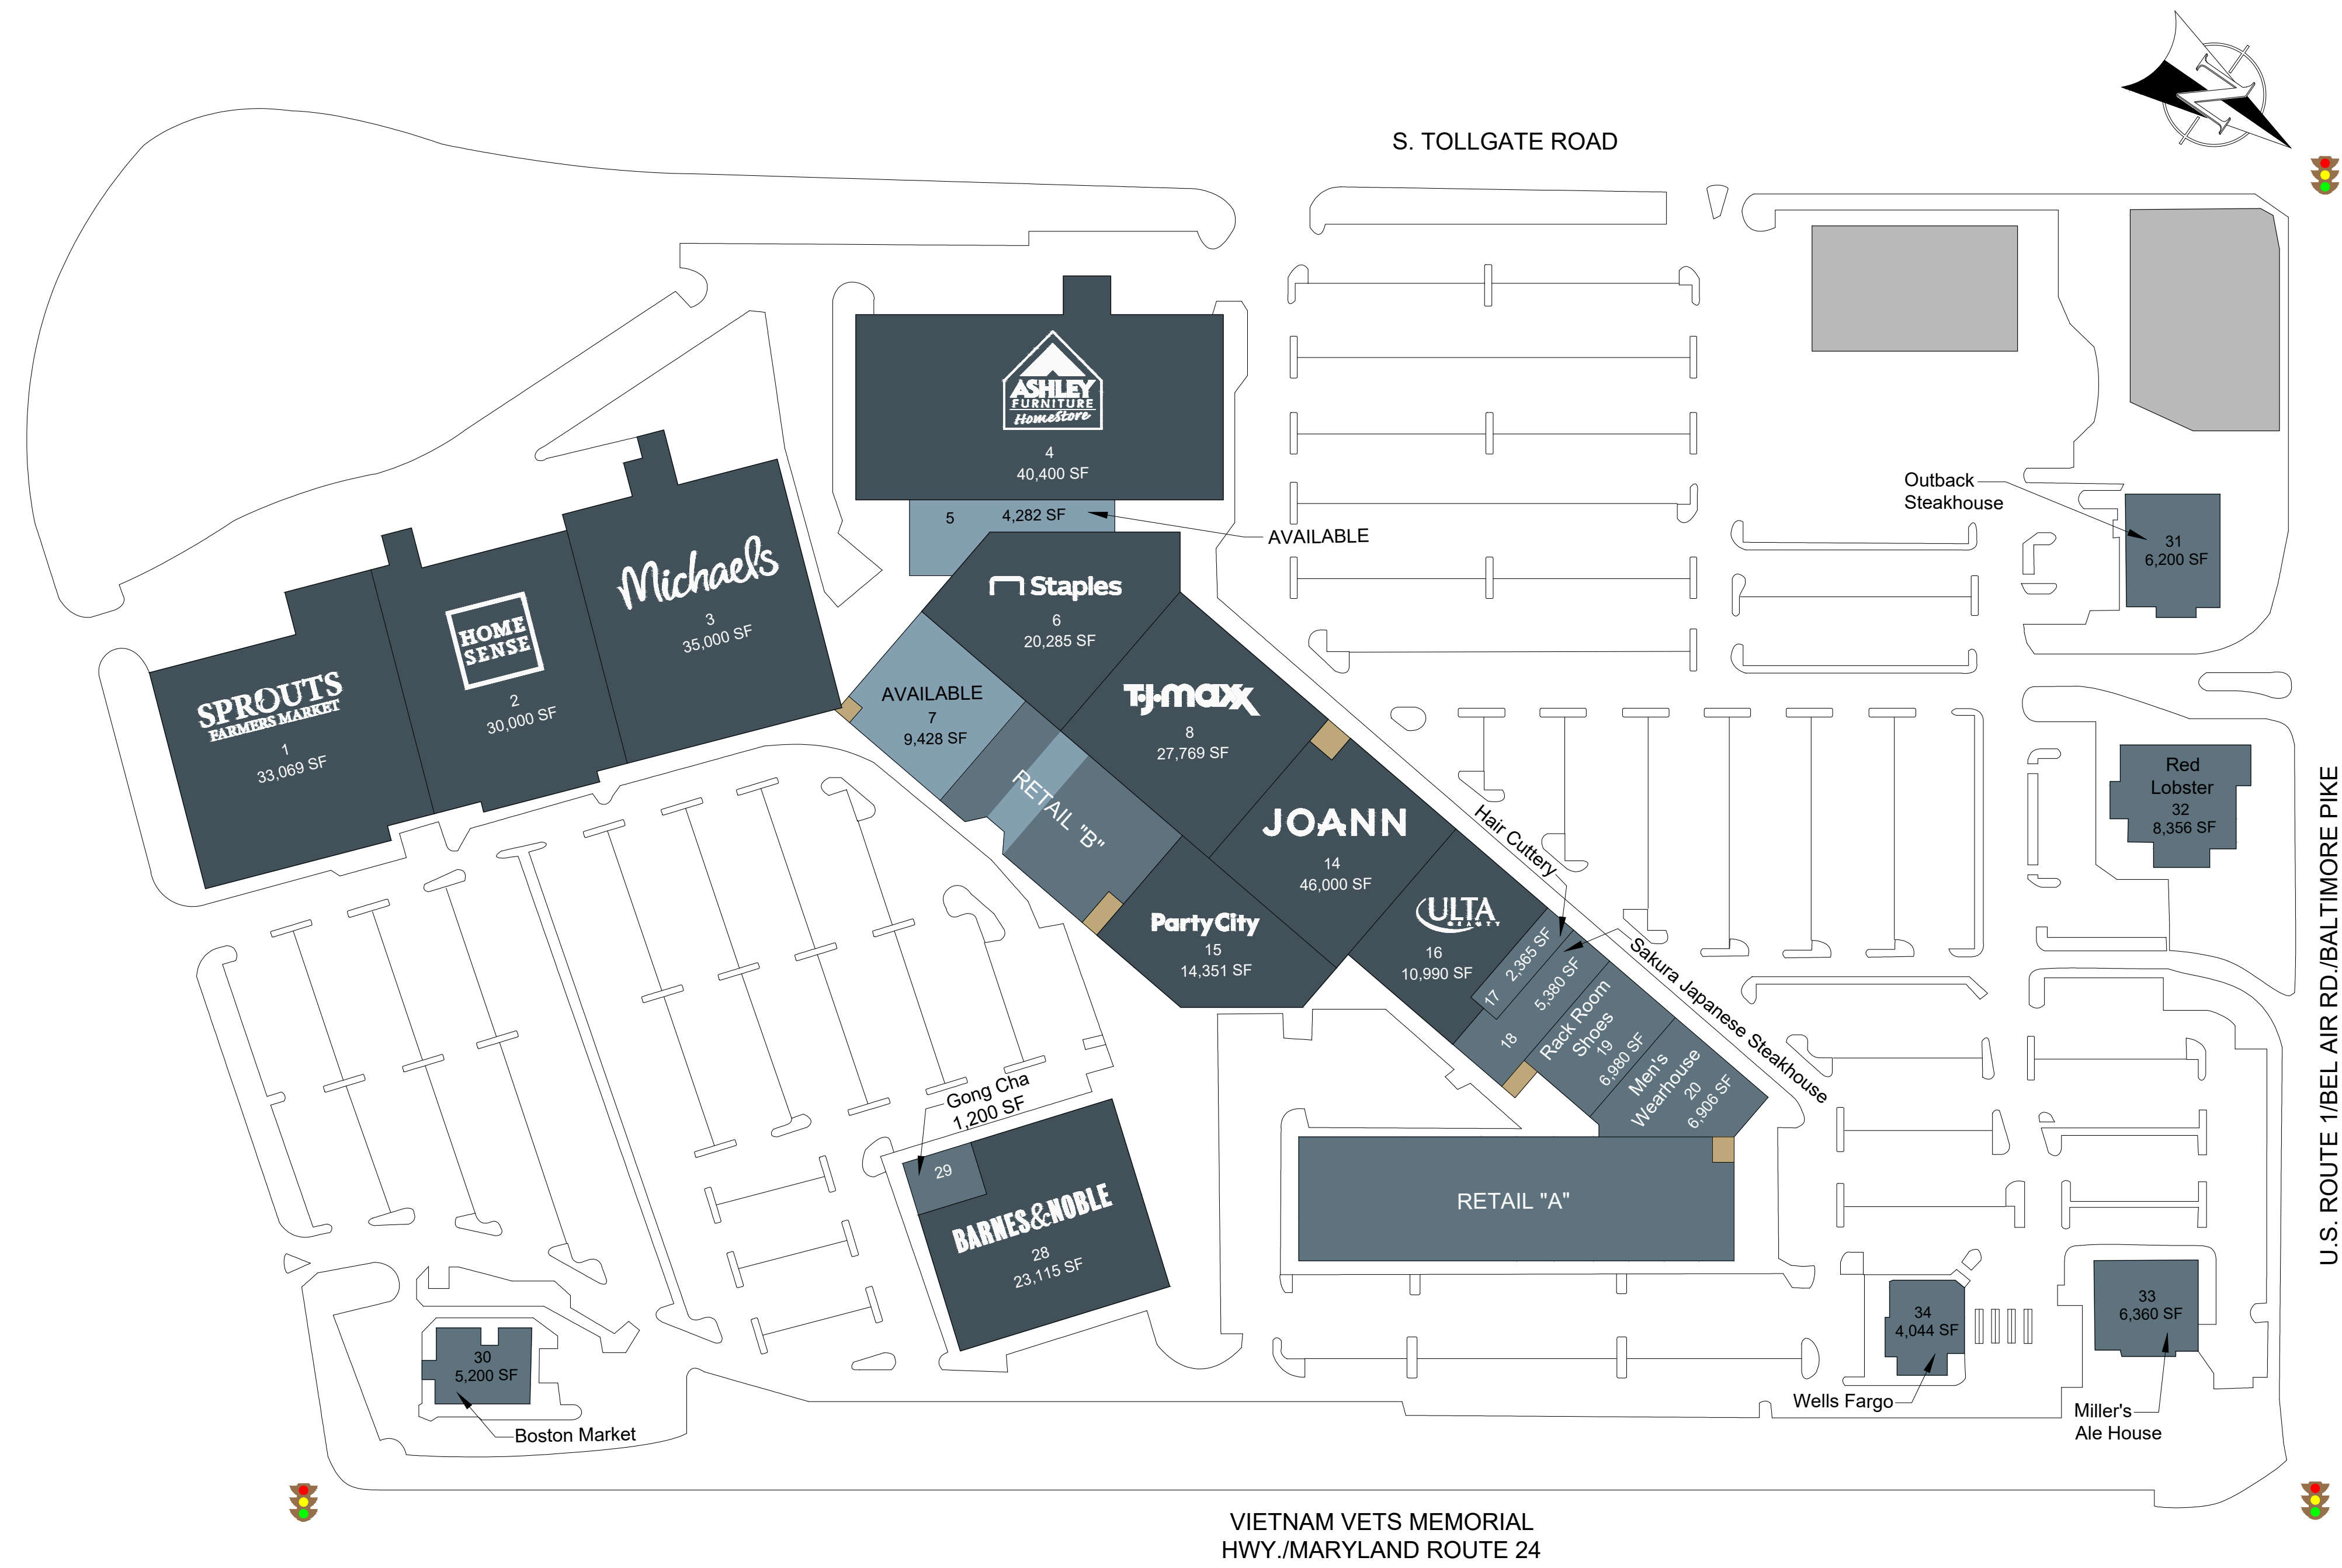 S. TOLLGATE ROAD
N
ASHLEY
FURNITURE
HomeStore
4
40,400 SF
5
4,282 SF
AVAILABLE
Outback
Steakhouse
31
6,200 SF
Michaels
3
35,000 SF
HOME
SENSE
2
30,000 SF
SPROUTS
FARMERS MARKET
1
33,069 SF
Staples
6
20,285 SF
AVAILABLE
7
9,428 SF
T.J.maxx
8
27,769 SF
RETAIL "B"
JOANN
14
46,000 SF
Party City
15
14,351 SF
ULTA
BEAUTY
16
10,990 SF
Hair Cuttery
17
2,365 SF
Sakura Japanese Steakhouse
18
5,380 SF
Rack Room
Shoes
19
6,980 SF
Men's
Wearhouse
20
6,906 SF
Red
Lobster
32
8,356 SF
U.S. ROUTE 1/BEL AIR RD./BALTIMORE PIKE
Gong Cha
1,200 SF
29
BARNES&NOBLE
28
23,115 SF
RETAIL "A"
30
5,200 SF
Boston Market
34
4,044 SF
Wells Fargo
33
6,360 SF
Miller's
Ale House
VIETNAM VETS MEMORIAL
HWY./MARYLAND ROUTE 24